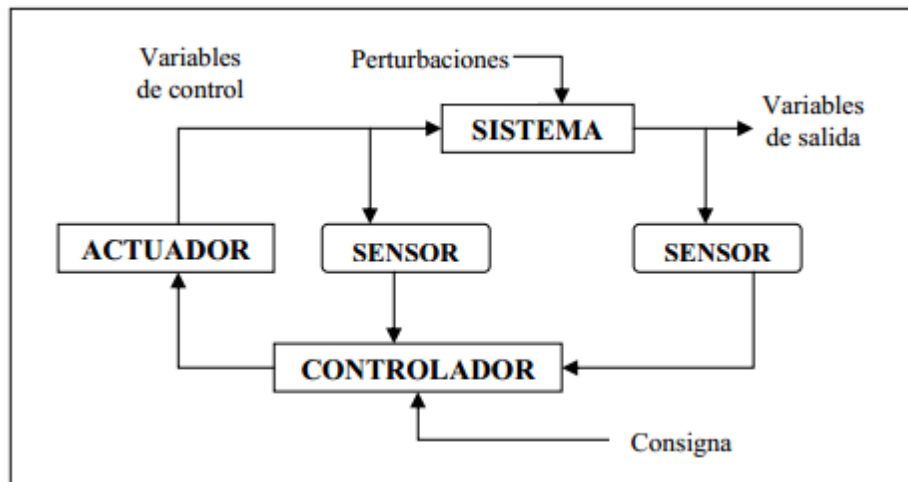 Variables
de control
Perturbaciones
SISTEMA
Variables
de salida
ACTUADOR
SENSOR
SENSOR
CONTROLADOR
Consigna